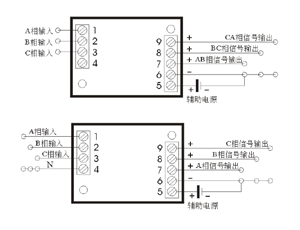 A相输入 1 9 + CA相信号输出
B相输入 2 8 + BC相信号输出
C相输入 3 7 + AB相信号输出
4 6 -
5 + -
辅助电源
A相输入 1
B相输入 2 9 + C相信号输出
C相输入 3 8 + B相信号输出
N 4 7 + A相信号输出
6 -
5 + -
辅助电源